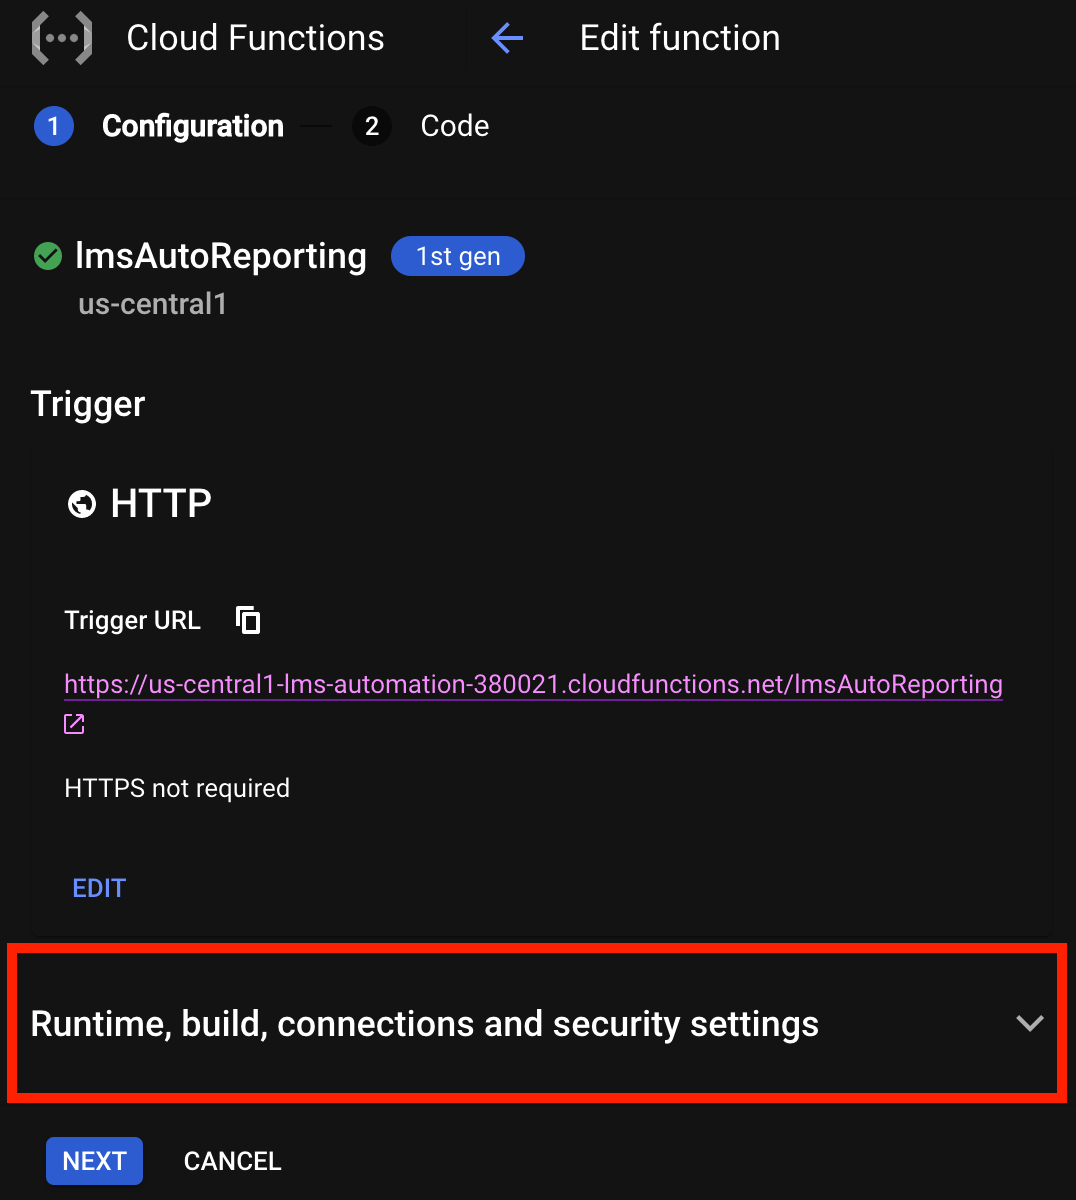 Cloud Functions
Edit function
1 Configuration 2 Code
lmsAutoReporting 1st gen
us-central1
Trigger
HTTP
Trigger URL
https://us-central1-lms-automation-380021.cloudfunctions.net/lmsAutoReporting
HTTPS not required
EDIT
Runtime, build, connections and security settings
NEXT CANCEL